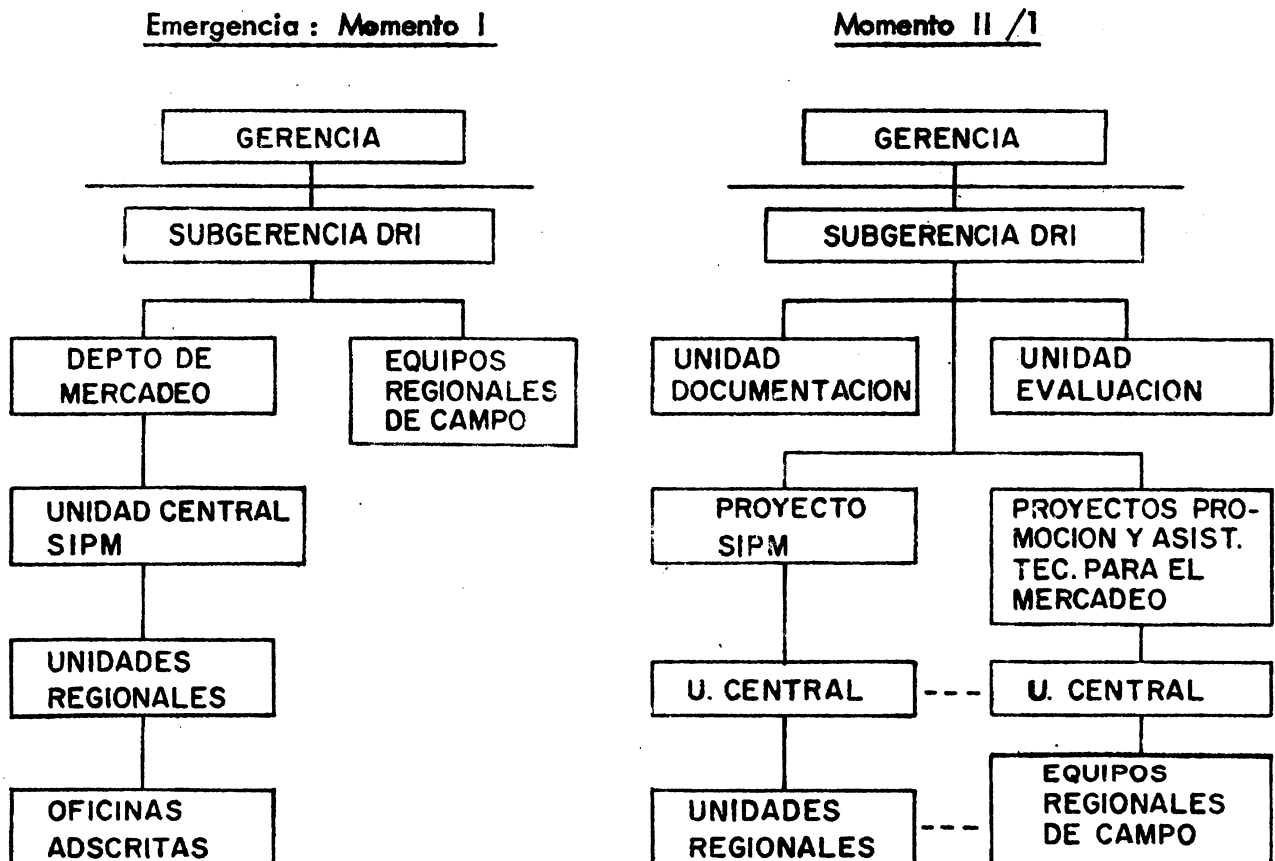 Emergencia : Momento I
GERENCIA
SUBGERENCIA DRI
DEPTO DE
MERCADEO
EQUIPOS
REGIONALES
DE CAMPO
UNIDAD CENTRAL
SIPM
UNIDADES
REGIONALES
OFICINAS
ADSCRITAS
Momento II /1
GERENCIA
SUBGERENCIA DRI
UNIDAD
DOCUMENTACION
UNIDAD
EVALUACION
PROYECTO
SIPM
PROYECTOS PRO-
MOCION Y ASIST.
TEC. PARA EL
MERCADEO
U. CENTRAL
U. CENTRAL
UNIDADES
REGIONALES
EQUIPOS
REGIONALES
DE CAMPO